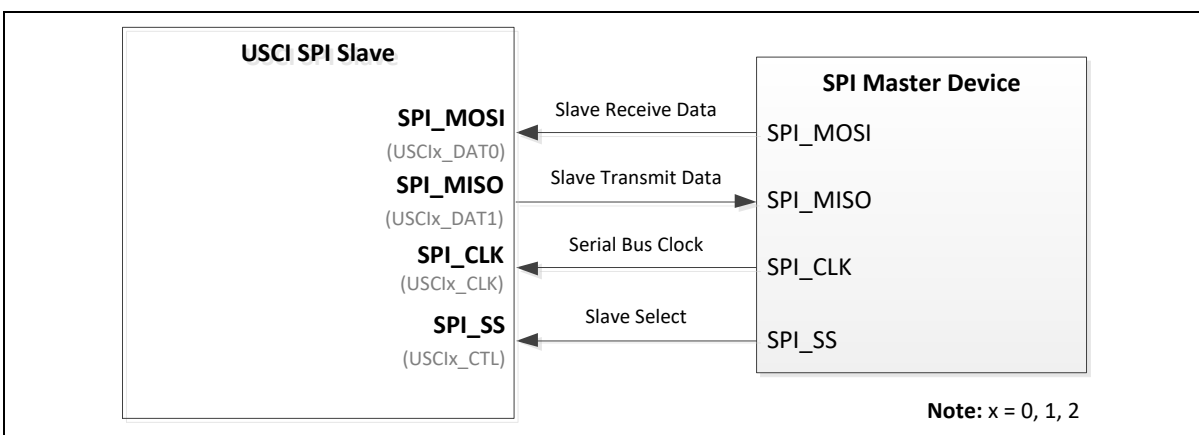 USCI SPI Slave
SPI Master Device
SPI_MOSI
(USCIx_DAT0)
Slave Receive Data
SPI_MOSI
SPI_MISO
(USCIx_DAT1)
Slave Transmit Data
SPI_MISO
SPI_CLK
(USCIx_CLK)
Serial Bus Clock
SPI_CLK
SPI_SS
(USCIx_CTL)
Slave Select
SPI_SS
Note: x = 0, 1, 2